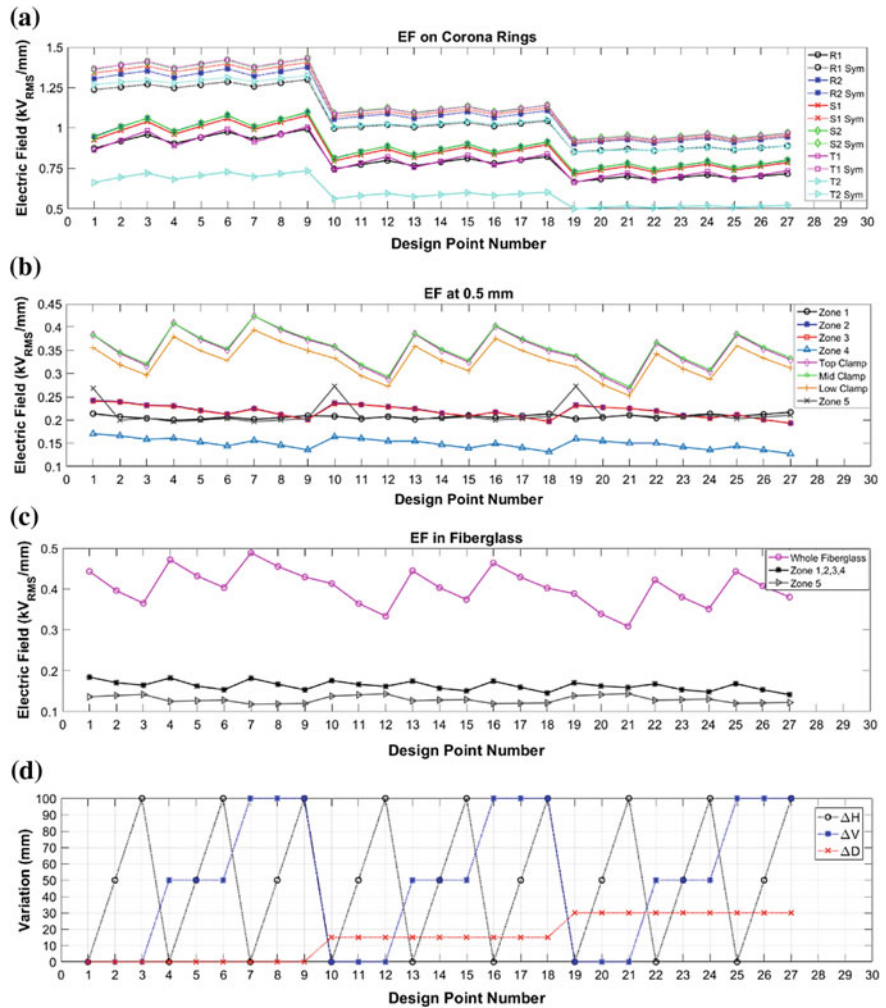 (a)
EF on Corona Rings
Electric Field (kV_RMS/mm)
1.5
1.25
1
0.75
0.5
0 1 2 3 4 5 6 7 8 9 10 11 12 13 14 15 16 17 18 19 20 21 22 23 24 25 26 27 30
Design Point Number
R1
R1 Sym
R2
R2 Sym
S1
S1 Sym
S2
S2 Sym
T1
T1 Sym
T2
T2 Sym
(b)
EF at 0.5 mm
Electric Field (kV_RMS/mm)
0.45
0.4
0.35
0.3
0.25
0.2
0.15
0.1
0 1 2 3 4 5 6 7 8 9 10 11 12 13 14 15 16 17 18 19 20 21 22 23 24 25 26 27 30
Design Point Number
Zone 1
Zone 2
Zone 3
Zone 4
Top Clamp
Mid Clamp
Low Clamp
Zone 5
(c)
EF in Fiberglass
Electric Field (kV_RMS/mm)
0.5
0.4
0.3
0.2
0.1
0 1 2 3 4 5 6 7 8 9 10 11 12 13 14 15 16 17 18 19 20 21 22 23 24 25 26 27 30
Design Point Number
Whole Fiberglass
Zone 1,2,3,4
Zone 5
(d)
Variation (mm)
100
90
80
70
60
50
40
30
20
10
0
0 1 2 3 4 5 6 7 8 9 10 11 12 13 14 15 16 17 18 19 20 21 22 23 24 25 26 27 30
Design Point Number
ΔH
ΔV
ΔD